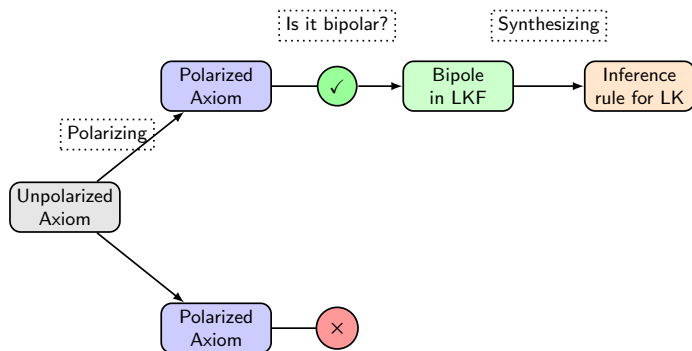 Is it bipolar?
Synthesizing
Polarized
Axiom
✓
Bipole
in LKF
Inference
rule for LK
Polarizing
Unpolarized
Axiom
Polarized
Axiom
×